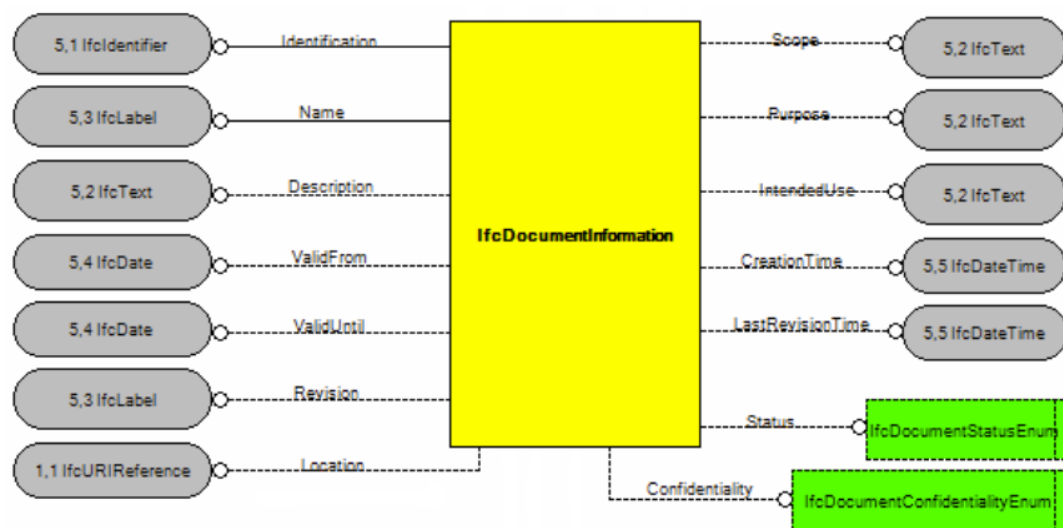 5,1 IfcIdentifier
Identification
5,3 IfcLabel
Name
5,2 IfcText
Description
5,4 IfcDate
ValidFrom
5,4 IfcDate
ValidUntil
5,3 IfcLabel
Revision
1,1 IfcURIReference
Location
IfcDocumentInformation
Scope
5,2 IfcText
Purpose
5,2 IfcText
IntendedUse
5,2 IfcText
CreationTime
5,5 IfcDateTime
LastRevisionTime
5,5 IfcDateTime
Status
IfcDocumentStatusEnum
Confidentiality
IfcDocumentConfidentialityEnum